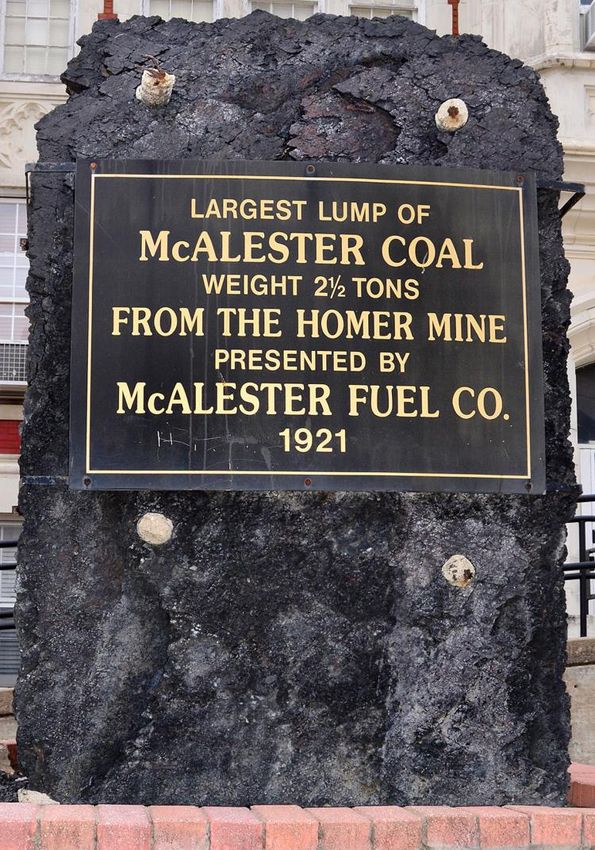 LARGEST LUMP OF
McALESTER COAL
WEIGHT 2½ TONS
FROM THE HOMER MINE
PRESENTED BY
McALESTER FUEL CO.
1921